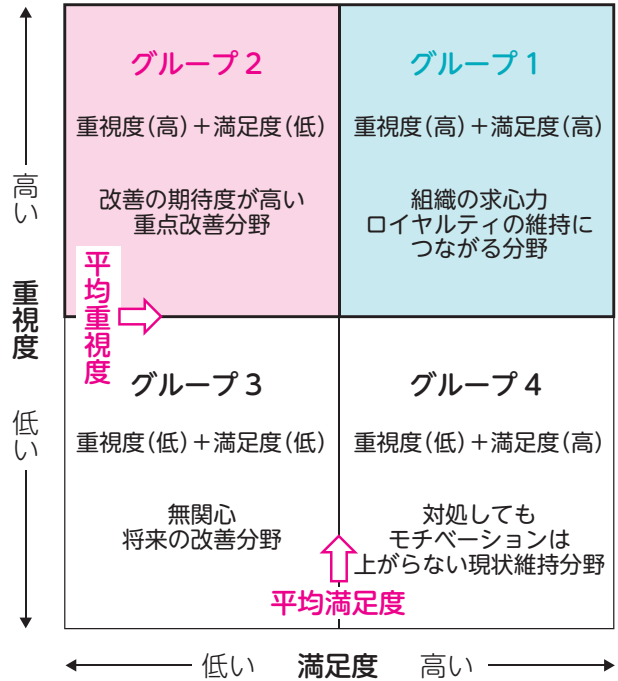 グループ2
重視度(高)+満足度(低)
改善の期待度が高い
重点改善分野
グループ1
重視度(高)+満足度(高)
組織の求心力
ロイヤルティの維持に
つながる分野
高い
重視度
低い
平均重視度
グループ3
重視度(低)+満足度(低)
無関心
将来の改善分野
グループ4
重視度(低)+満足度(高)
対処しても
モチベーションは
上がらない現状維持分野
平均満足度
低い 満足度 高い